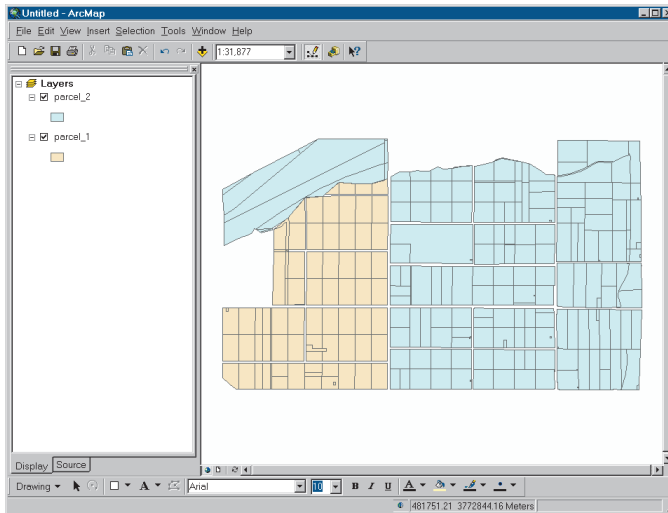 Untitled - ArcMap
File Edit View Insert Selection Tools Window Help
1:31,877
Layers
parcel_2
parcel_1
Display Source
Drawing A Arial 10 B I U A
481751.21 3772844.16 Meters